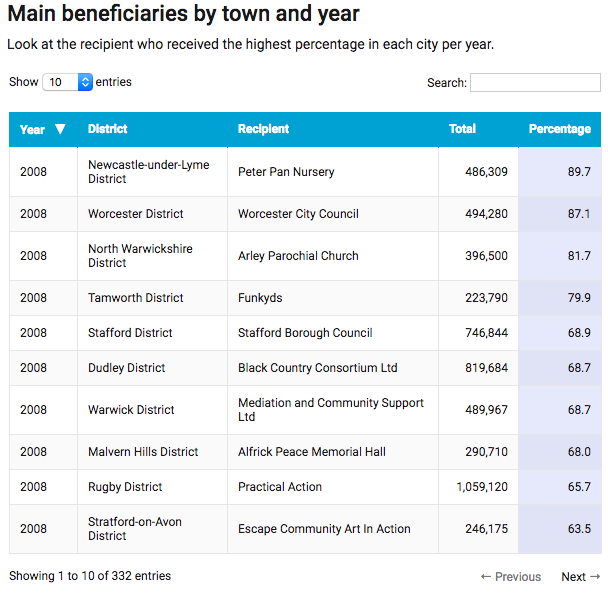 Main beneficiaries by town and year
Look at the recipient who received the highest percentage in each city per year.
Show 10 entries Search:
Year ▼ District Recipient Total Percentage
2008 Newcastle-under-Lyme District Peter Pan Nursery 486,309 89.7
2008 Worcester District Worcester City Council 494,280 87.1
2008 North Warwickshire District Arley Parochial Church 396,500 81.7
2008 Tamworth District Funkyds 223,790 79.9
2008 Stafford District Stafford Borough Council 746,844 68.9
2008 Dudley District Black Country Consortium Ltd 819,684 68.7
2008 Warwick District Mediation and Community Support Ltd 489,967 68.7
2008 Malvern Hills District Alfrick Peace Memorial Hall 290,710 68.0
2008 Rugby District Practical Action 1,059,120 65.7
2008 Stratford-on-Avon District Escape Community Art In Action 246,175 63.5
Showing 1 to 10 of 332 entries ← Previous Next →